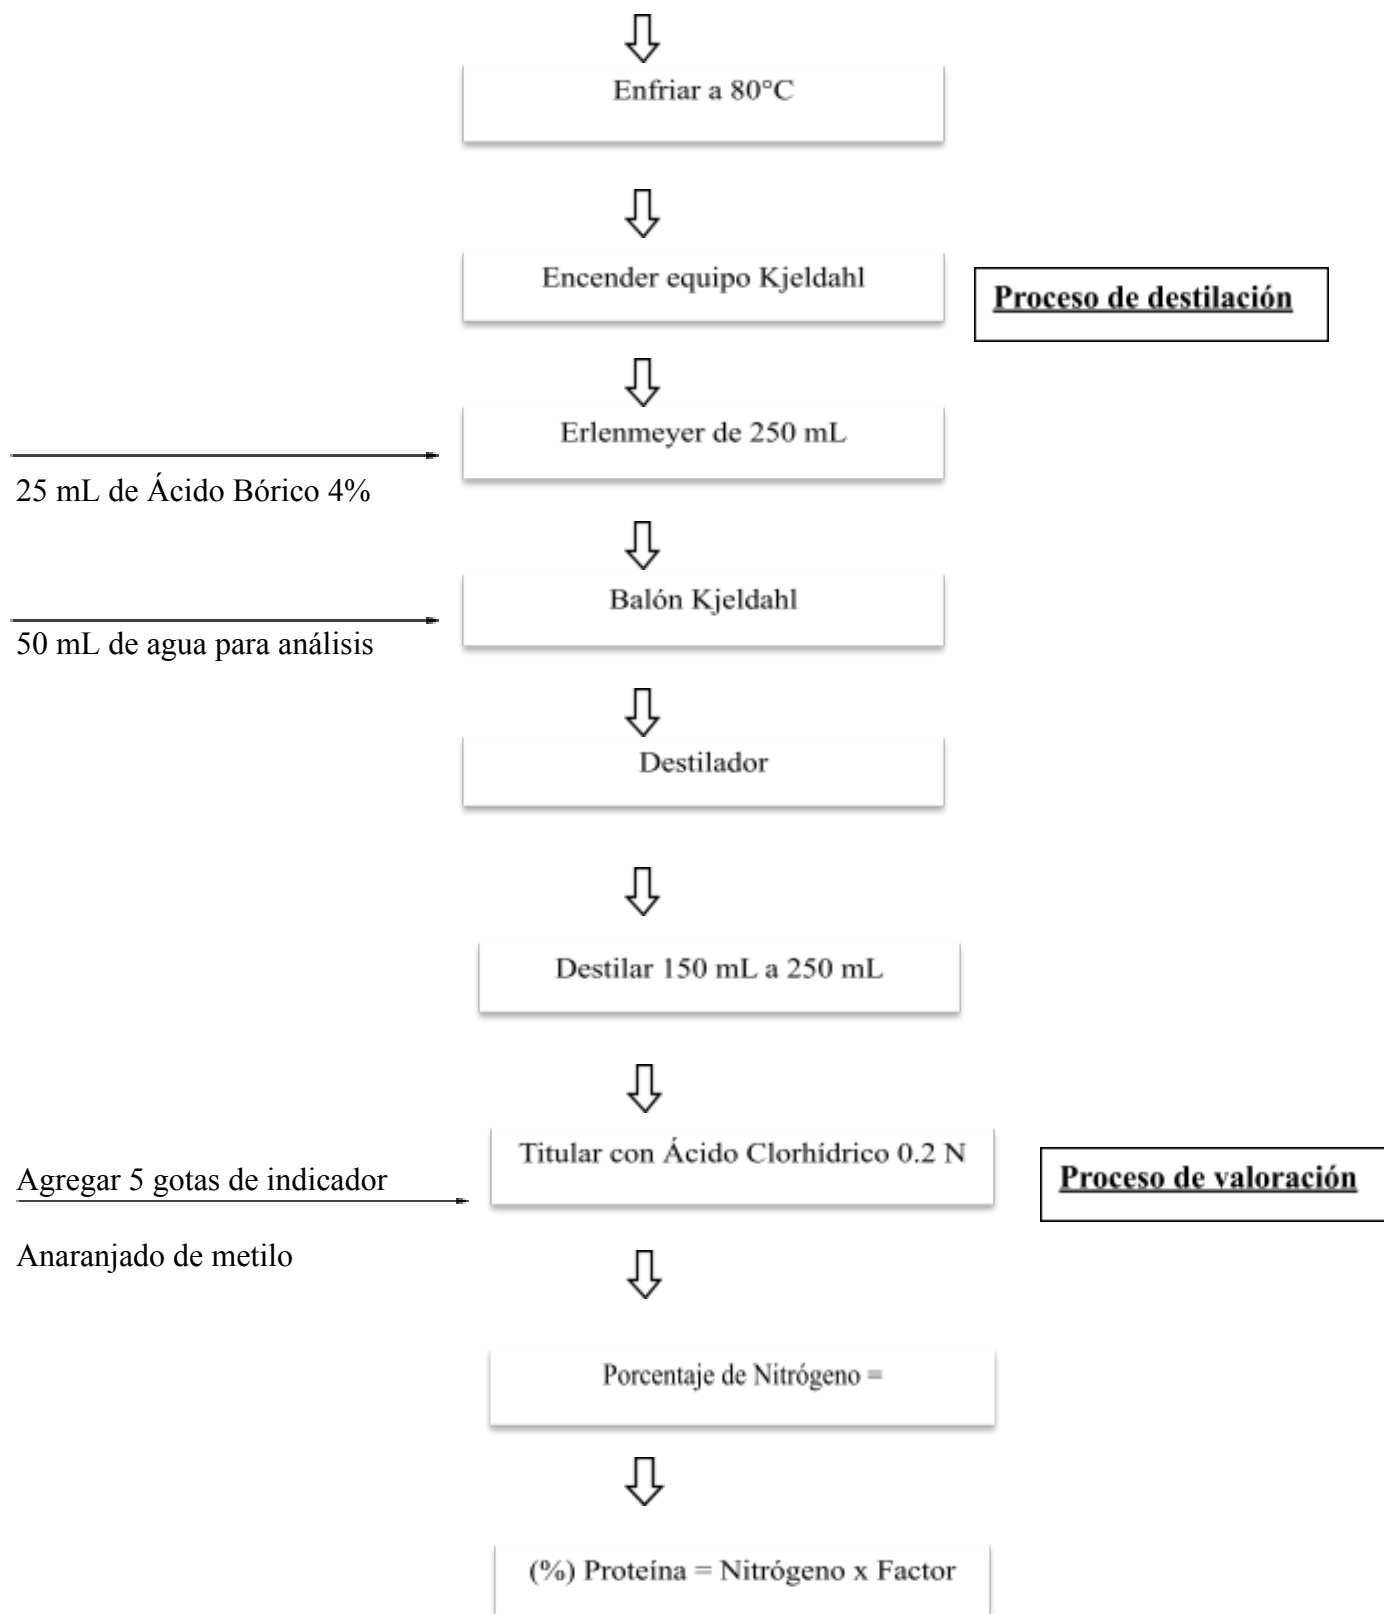 Enfriar a 80°C
Encender equipo Kjeldahl
Proceso de destilación
Erlenmeyer de 250 mL
25 mL de Ácido Bórico 4%
Balón Kjeldahl
50 mL de agua para análisis
Destilador
Destilar 150 mL a 250 mL
Titular con Ácido Clorhídrico 0.2 N
Agregar 5 gotas de indicador
Proceso de valoración
Anaranjado de metilo
Porcentaje de Nitrógeno =
(%) Proteína = Nitrógeno x Factor